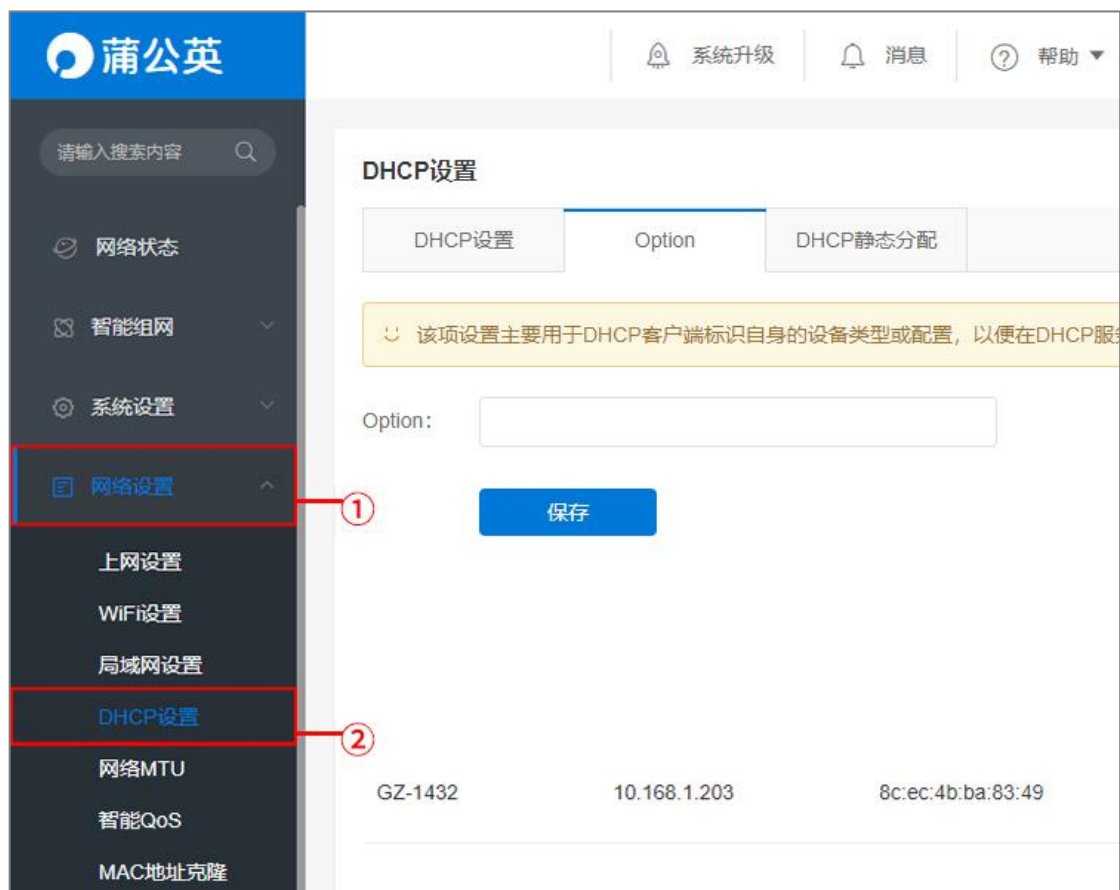 蒲公英
系统升级
消息
帮助
请输入搜索内容
网络状态
智能组网
系统设置
网络设置
①
上网设置
WiFi设置
局域网设置
DHCP设置
②
网络MTU
智能QoS
MAC地址克隆
DHCP设置
DHCP设置
Option
DHCP静态分配
该项设置主要用于DHCP客户端标识自身的设备类型或配置，以便在DHCP服
Option：
保存
GZ-1432 10.168.1.203 8c:ec:4b:ba:83:49